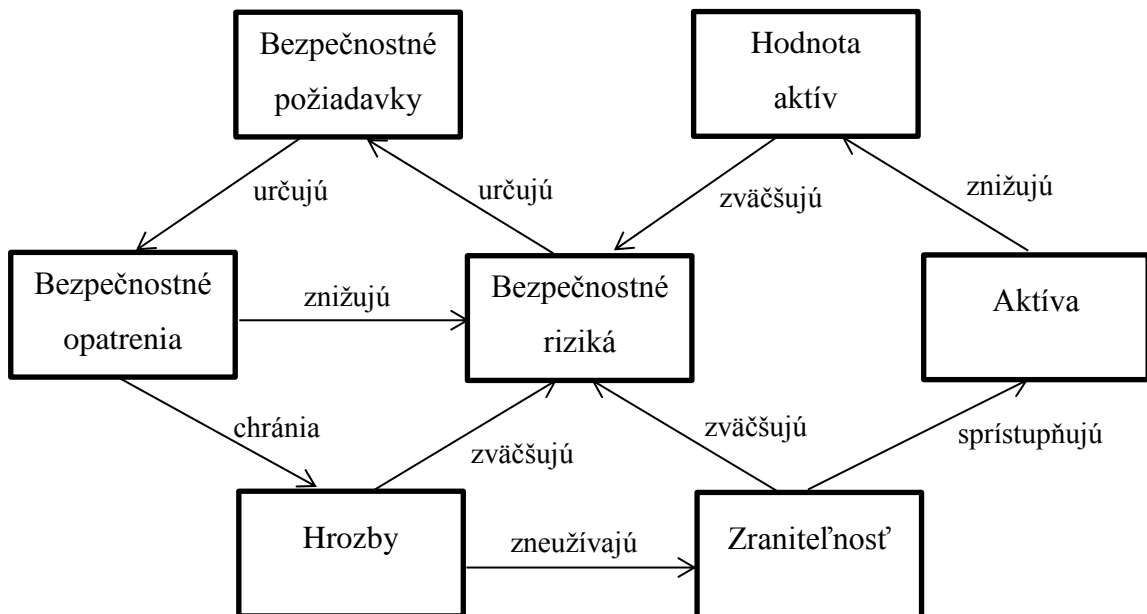 Bezpečnostné
požiadavky
Hodnota
aktív
určujú
určujú
zväčšujú
znižujú
Bezpečnostné
opatrenia
znižujú
Bezpečnostné
riziká
Aktíva
chránia
zväčšujú
zväčšujú
sprístupňujú
Hrozby
zneužívajú
Zraniteľnosť